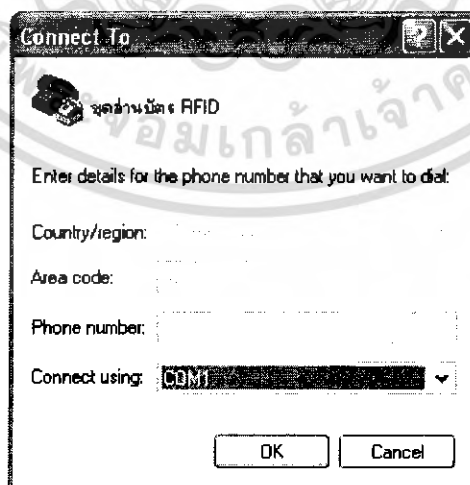 Connect To
ชุดอ่านบัตร RFID
Enter details for the phone number that you want to dial:
Country/region:
Area code:
Phone number:
Connect using: COM1
OK Cancel